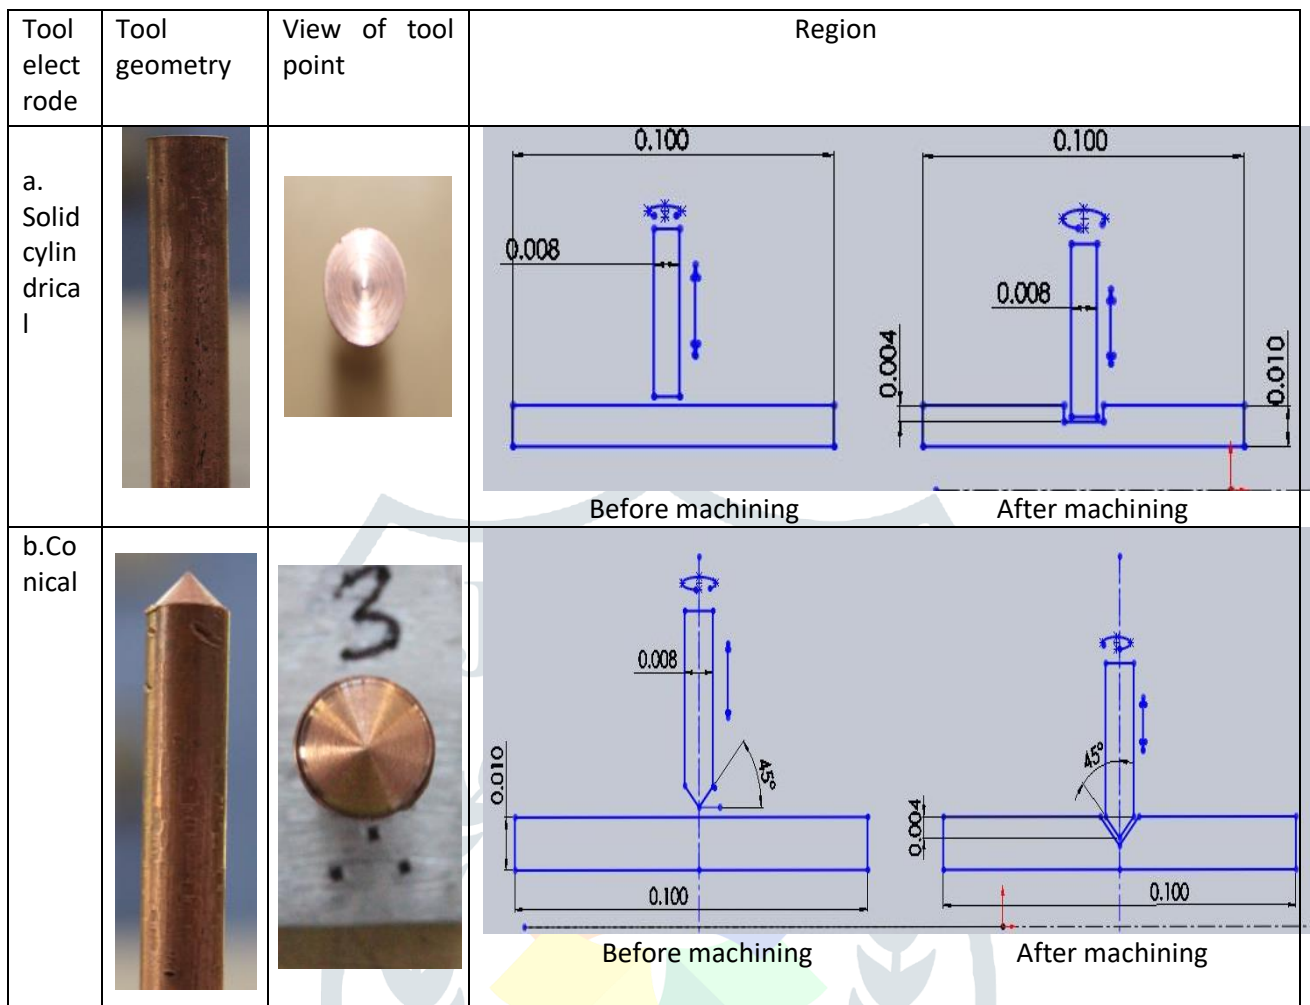 Tool
elect
rode
Tool
geometry
View of tool
point
Region
a.
Solid
cylin
drica
l
0.100
0.008
0.100
0.008
0.004
0.010
Before machining
After machining
b.Co
nical
3
0.008
0.010
45°
0.100
45°
0.004
0.100
Before machining
After machining